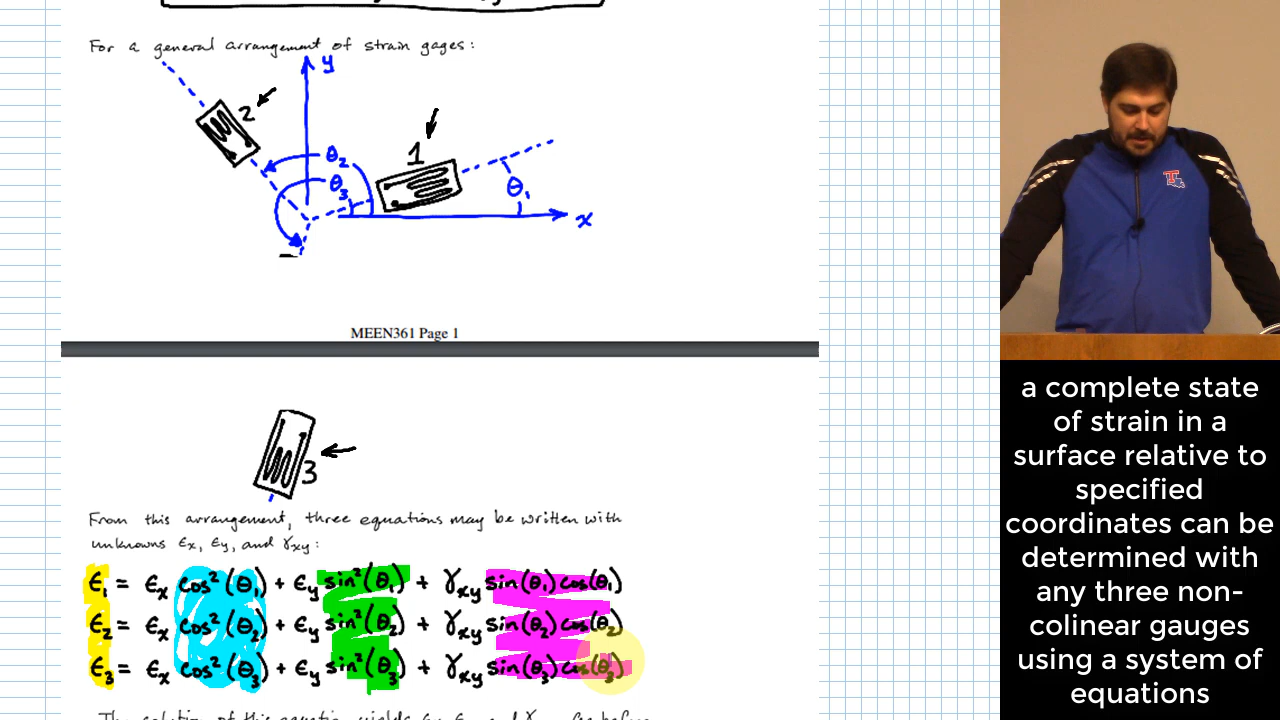 For a general arrangement of strain gages:
y
2
1
θ₂
θ₃
θ₁
x
MEEN361 Page 1
3
From this arrangement, three equations may be written with
unknowns εx, εy, and γxy:
ε₁ = εx cos²(θ₁) + εy sin²(θ₁) + γxy sin(θ₁) cos(θ₁)
ε₂ = εx cos²(θ₂) + εy sin²(θ₂) + γxy sin(θ₂) cos(θ₂)
ε₃ = εx cos²(θ₃) + εy sin²(θ₃) + γxy sin(θ₃) cos(θ₃)
T
a complete state
of strain in a
surface relative to
specified
coordinates can be
determined with
any three non-
colinear gauges
using a system of
equations